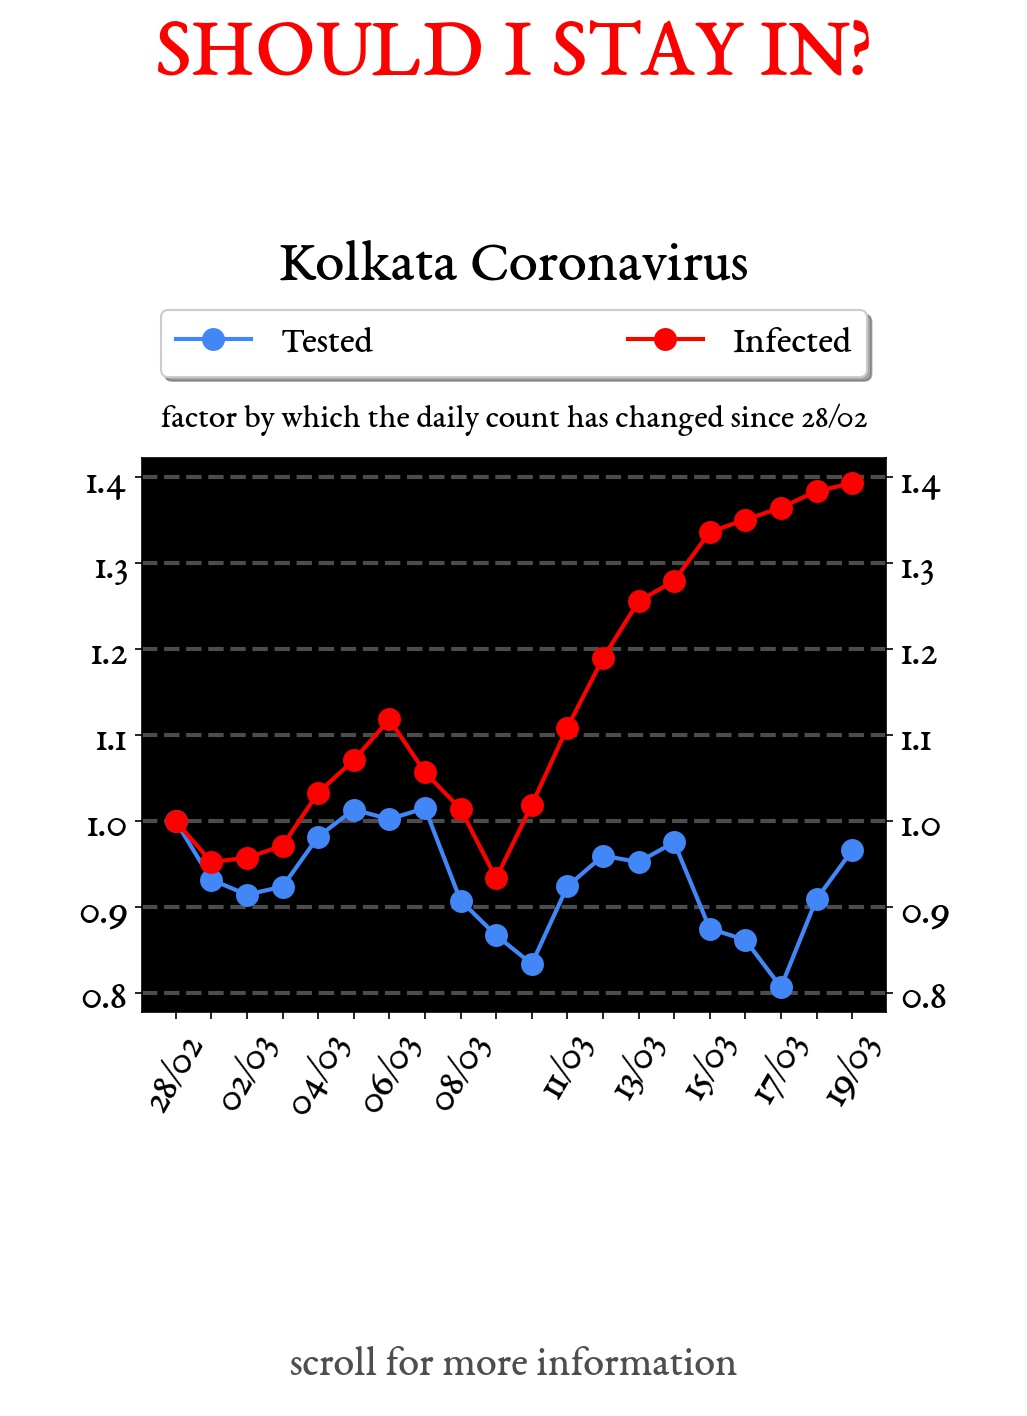 SHOULD I STAY IN?
Kolkata Coronavirus
Tested Infected
factor by which the daily count has changed since 28/02
1.4 1.4
1.3 1.3
1.2 1.2
1.1 1.1
1.0 1.0
0.9 0.9
0.8 0.8
28/02 02/03 04/03 06/03 08/03 11/03 13/03 15/03 17/03 19/03
scroll for more information